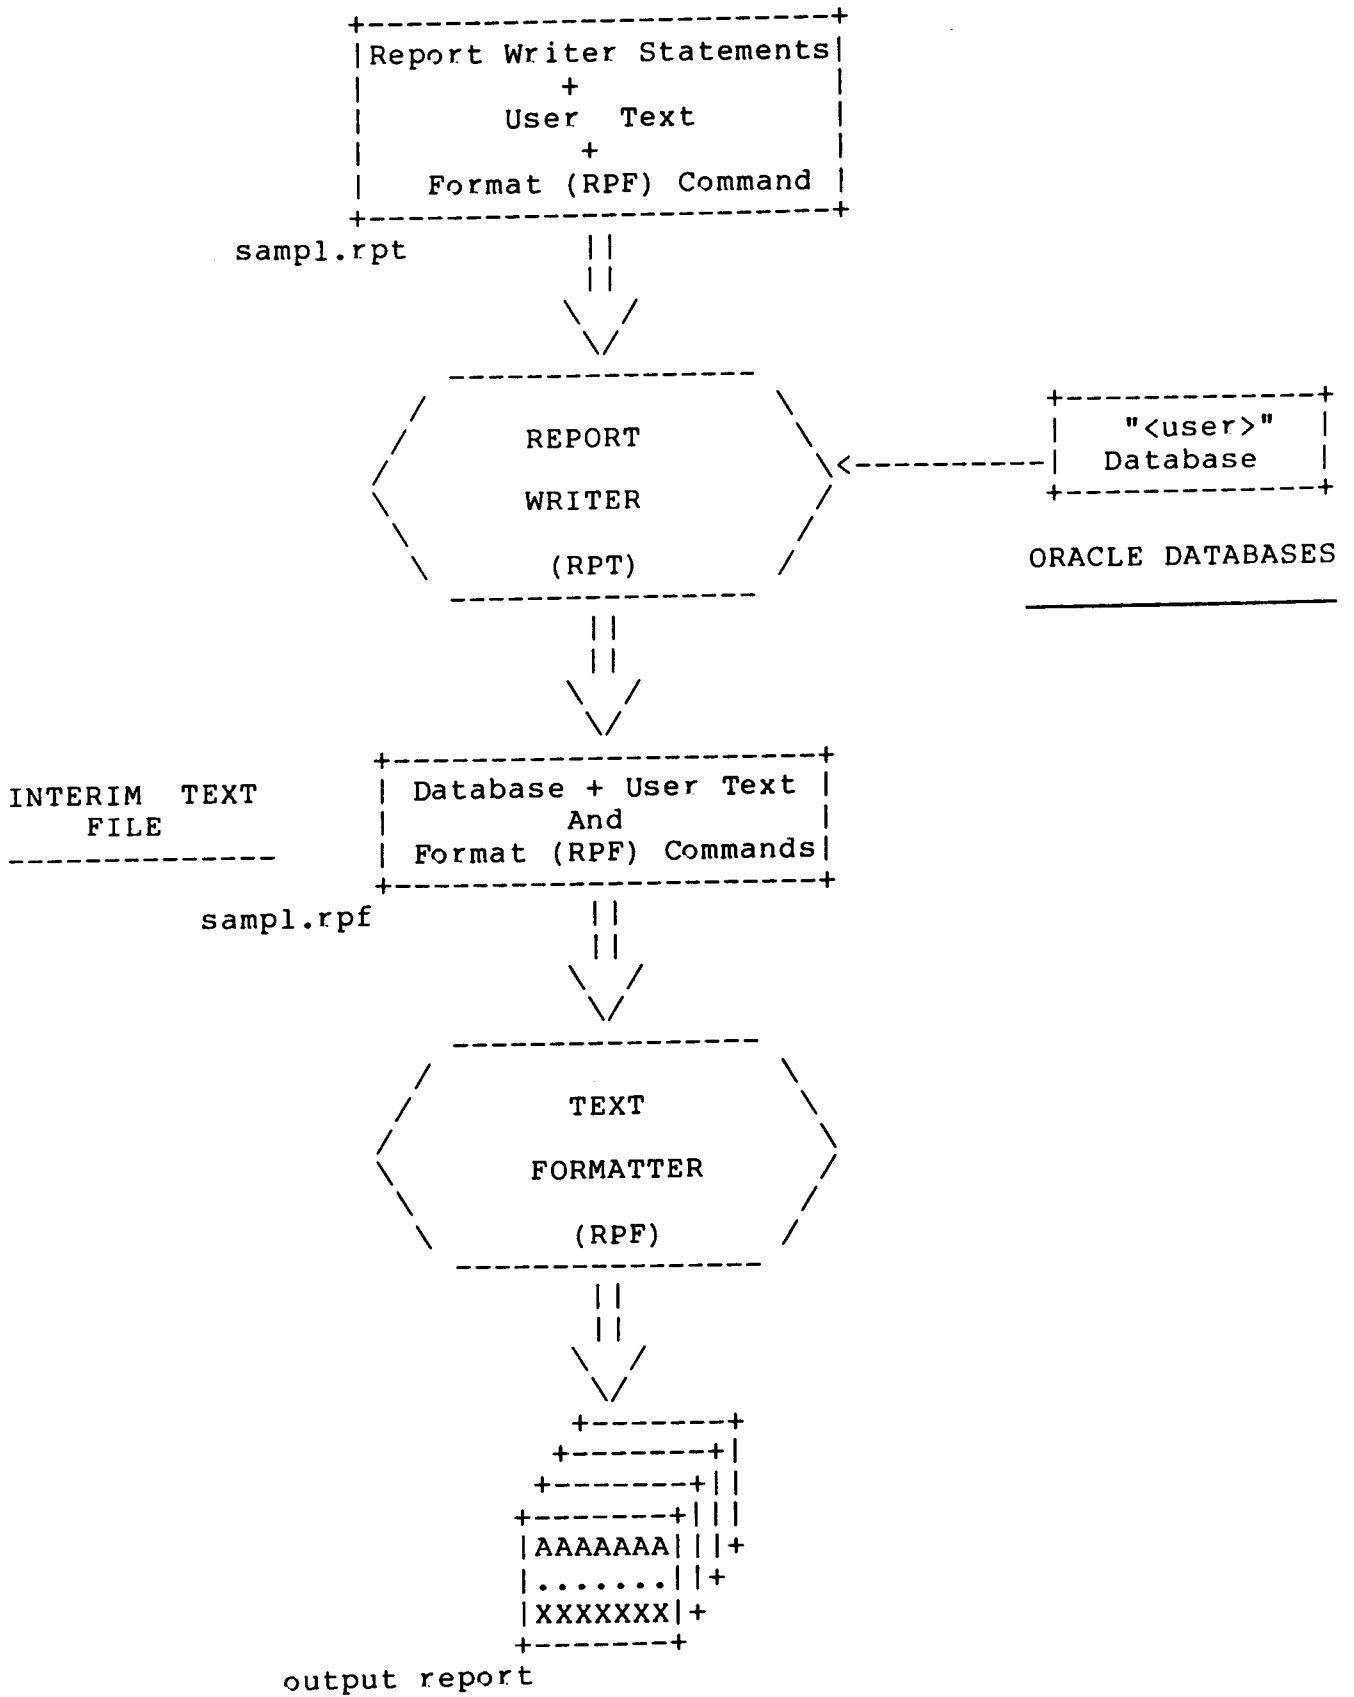 Report Writer Statements
+
User Text
+
Format (RPF) Command
sampl.rpt
REPORT
WRITER
(RPT)
"<user>"
Database
ORACLE DATABASES
INTERIM TEXT
FILE
Database + User Text
And
Format (RPF) Commands
sampl.rpf
TEXT
FORMATTER
(RPF)
AAAAAAA
.......
XXXXXXX
output report